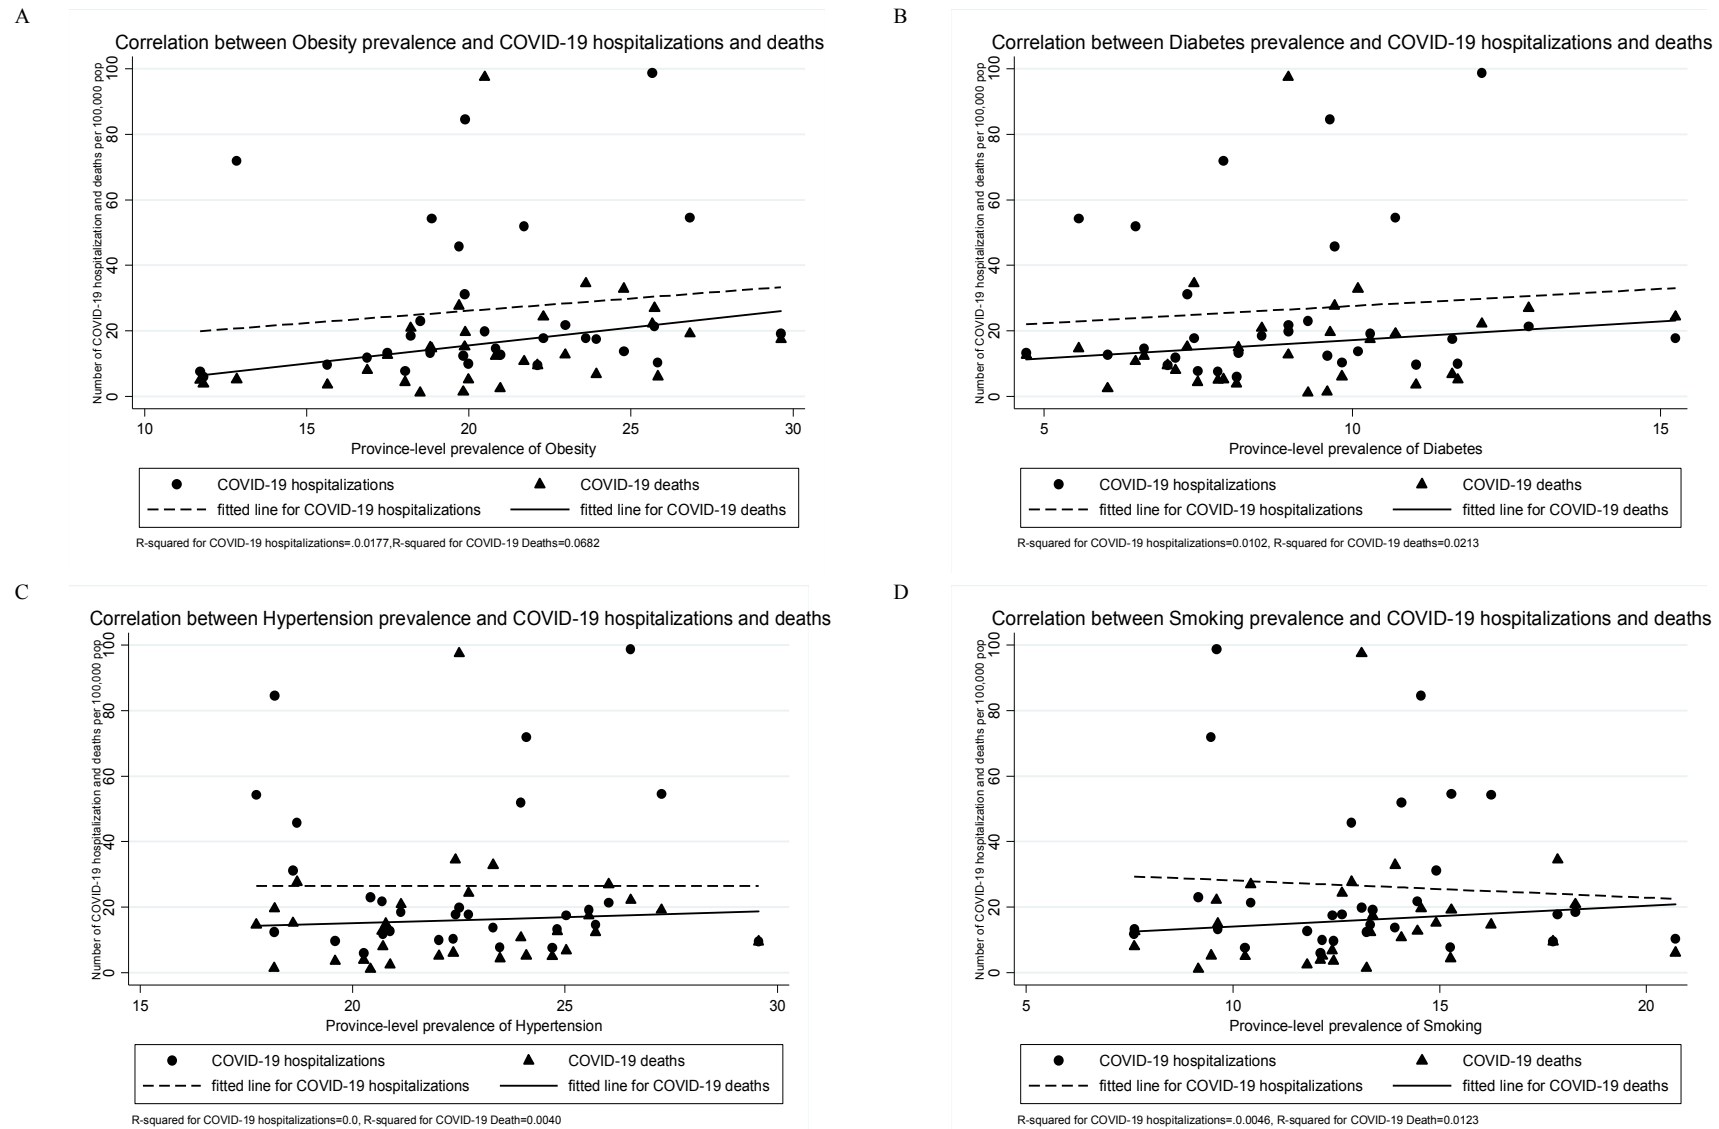 A
Correlation between Obesity prevalence and COVID-19 hospitalizations and deaths
Number of COVID-19 hospitalization and deaths per 100,000 pop
100
80
60
40
20
0
10 15 20 25 30
Province-level prevalence of Obesity
COVID-19 hospitalizations COVID-19 deaths
fitted line for COVID-19 hospitalizations fitted line for COVID-19 deaths
R-squared for COVID-19 hospitalizations=.0.0177,R-squared for COVID-19 Deaths=0.0682
B
Correlation between Diabetes prevalence and COVID-19 hospitalizations and deaths
Number of COVID-19 hospitalization and deaths per 100,000 pop
100
80
60
40
20
0
5 10 15
Province-level prevalence of Diabetes
COVID-19 hospitalizations COVID-19 deaths
fitted line for COVID-19 hospitalizations fitted line for COVID-19 deaths
R-squared for COVID-19 hospitalizations=0.0102, R-squared for COVID-19 deaths=0.0213
C
Correlation between Hypertension prevalence and COVID-19 hospitalizations and deaths
Number of COVID-19 hospitalization and deaths per 100,000 pop
100
80
60
40
20
0
15 20 25 30
Province-level prevalence of Hypertension
COVID-19 hospitalizations COVID-19 deaths
fitted line for COVID-19 hospitalizations fitted line for COVID-19 deaths
R-squared for COVID-19 hospitalizations=0.0, R-squared for COVID-19 Death=0.0040
D
Correlation between Smoking prevalence and COVID-19 hospitalizations and deaths
Number of COVID-19 hospitalization and deaths per 100,000 pop
100
80
60
40
20
0
5 10 15 20
Province-level prevalence of Smoking
COVID-19 hospitalizations COVID-19 deaths
fitted line for COVID-19 hospitalizations fitted line for COVID-19 deaths
R-squared for COVID-19 hospitalizations=.0.0046, R-squared for COVID-19 Death=0.0123